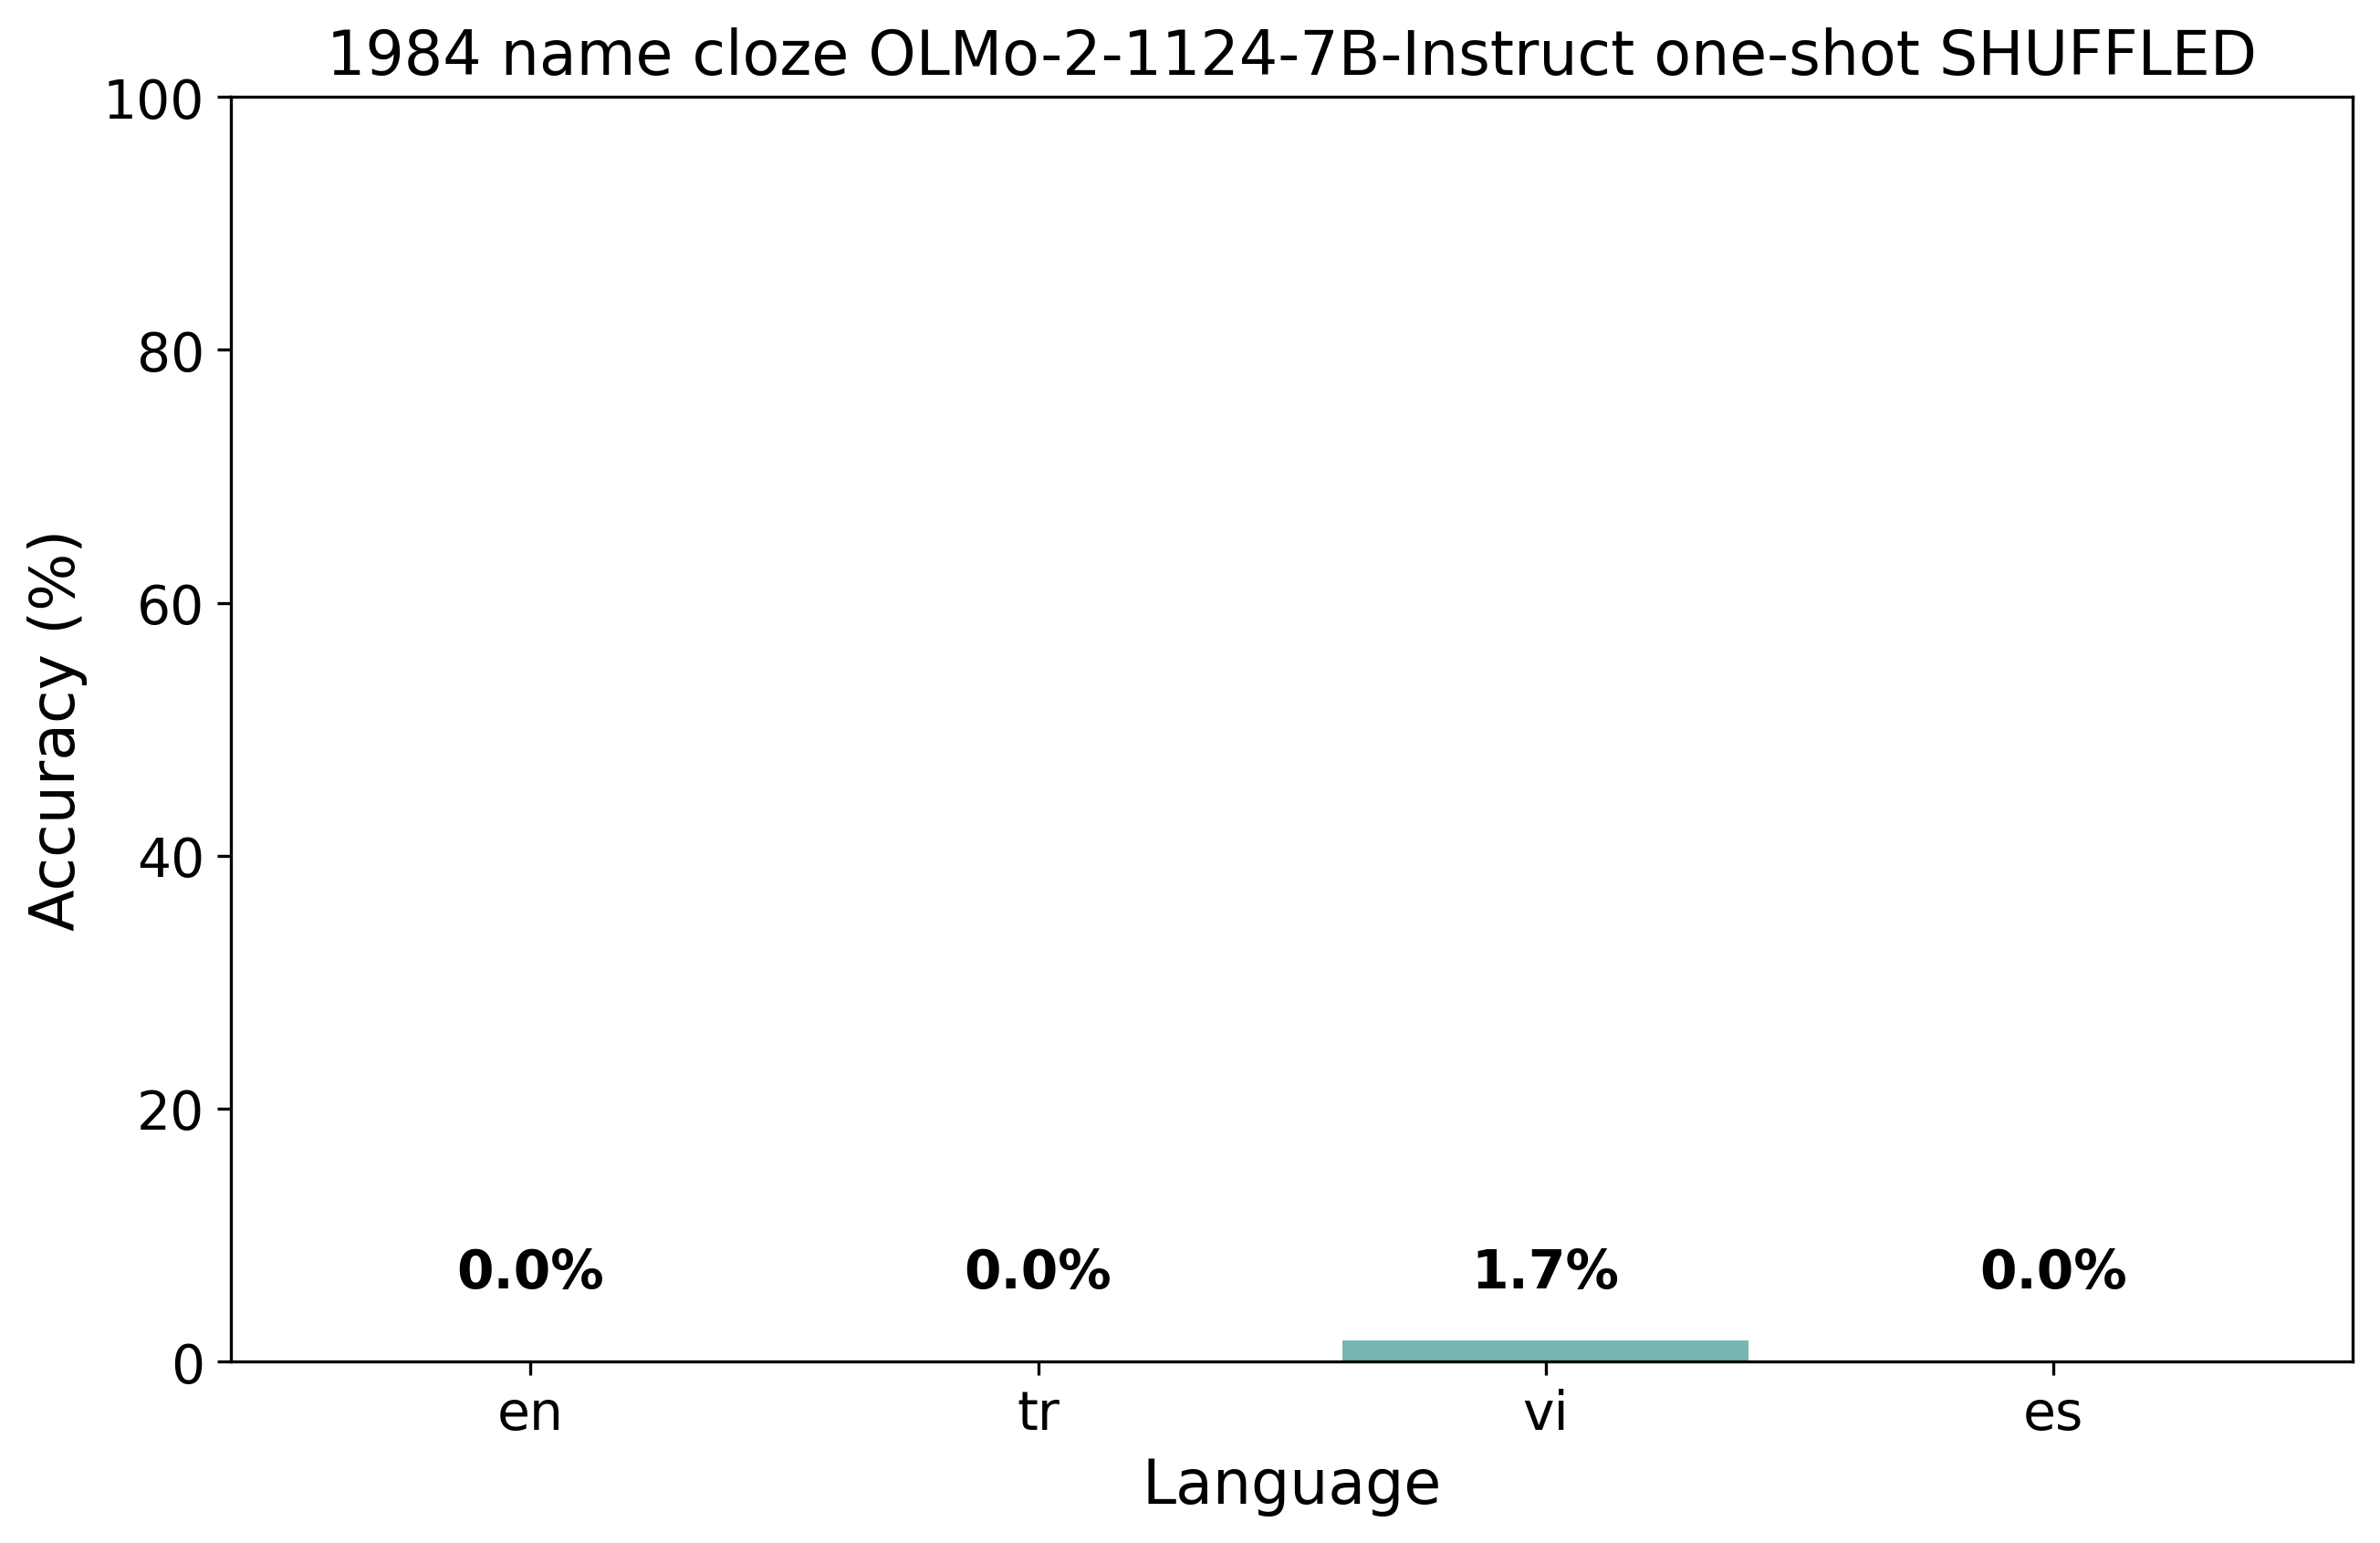 1984 name cloze OLMo-2-1124-7B-Instruct one-shot SHUFFLED
Accuracy (%)
100
80
60
40
20
0
0.0%
0.0%
1.7%
0.0%
en
tr
vi
es
Language